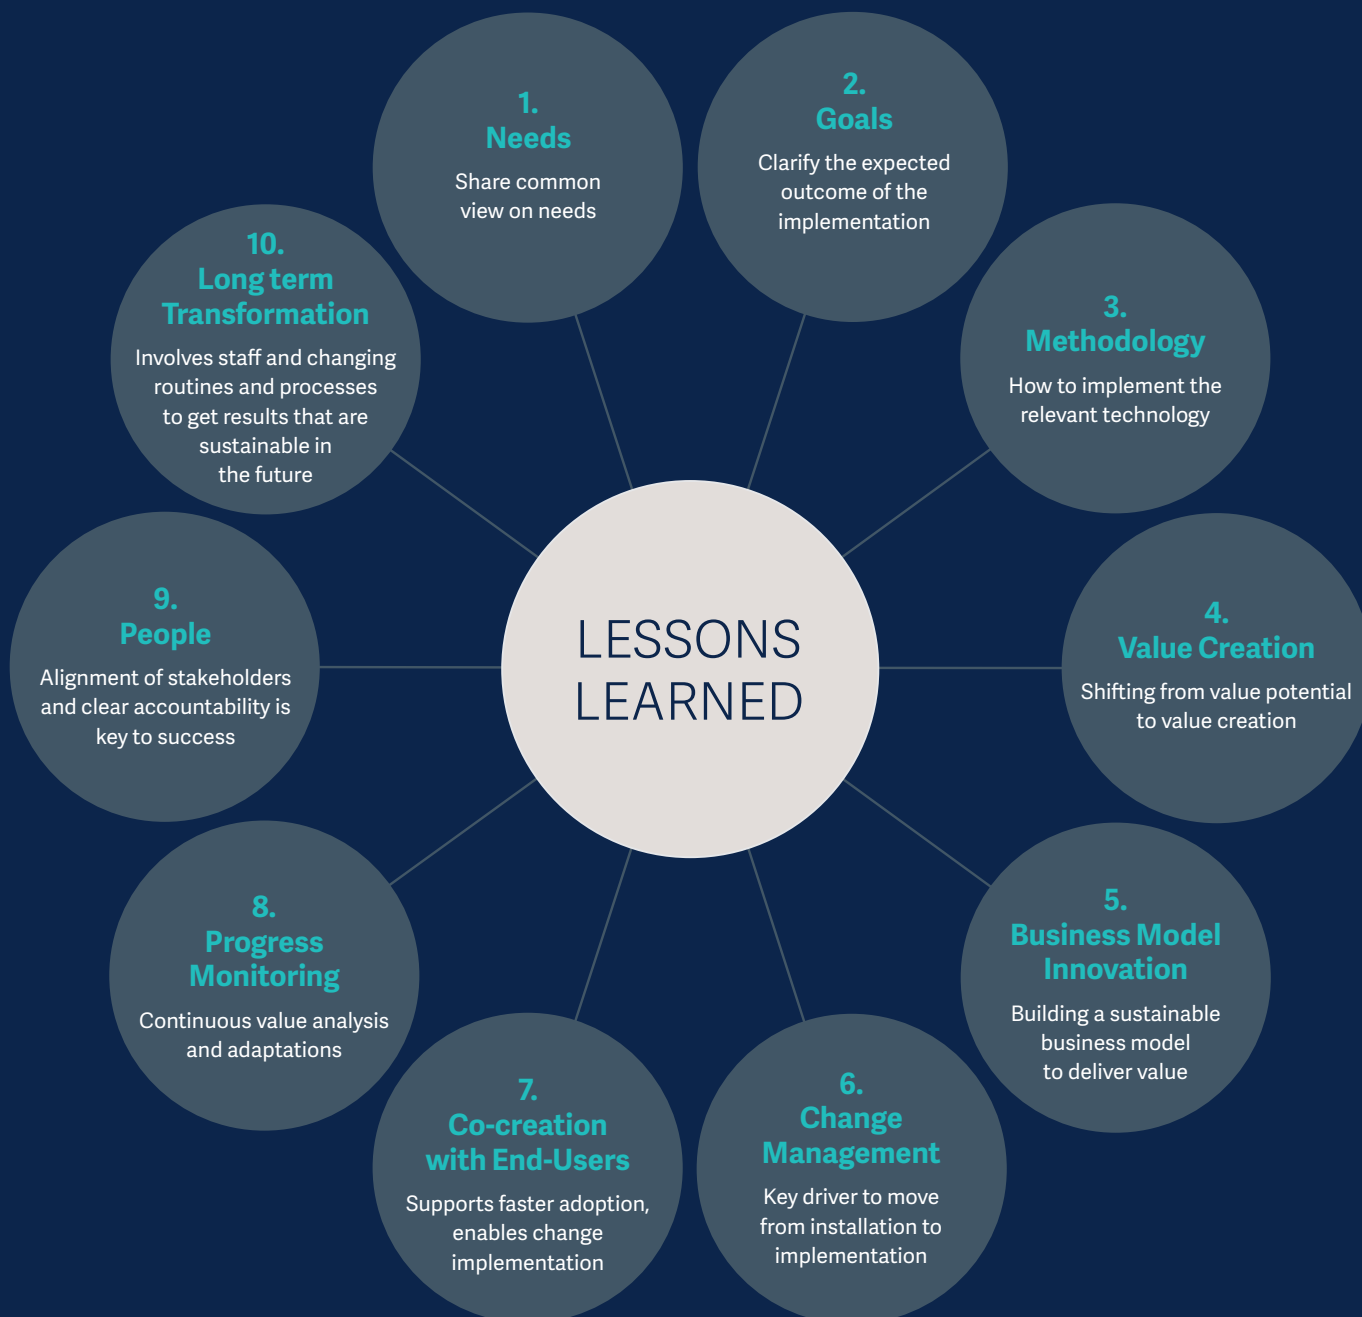 LESSONS
LEARNED
1.
Needs
Share common
view on needs
2.
Goals
Clarify the expected
outcome of the
implementation
3.
Methodology
How to implement the
relevant technology
4.
Value Creation
Shifting from value potential
to value creation
5.
Business Model
Innovation
Building a sustainable
business model
to deliver value
6.
Change
Management
Key driver to move
from installation to
implementation
7.
Co-creation
with End-Users
Supports faster adoption,
enables change
implementation
8.
Progress
Monitoring
Continuous value analysis
and adaptations
9.
People
Alignment of stakeholders
and clear accountability is
key to success
10.
Long term
Transformation
Involves staff and changing
routines and processes
to get results that are
sustainable in
the future